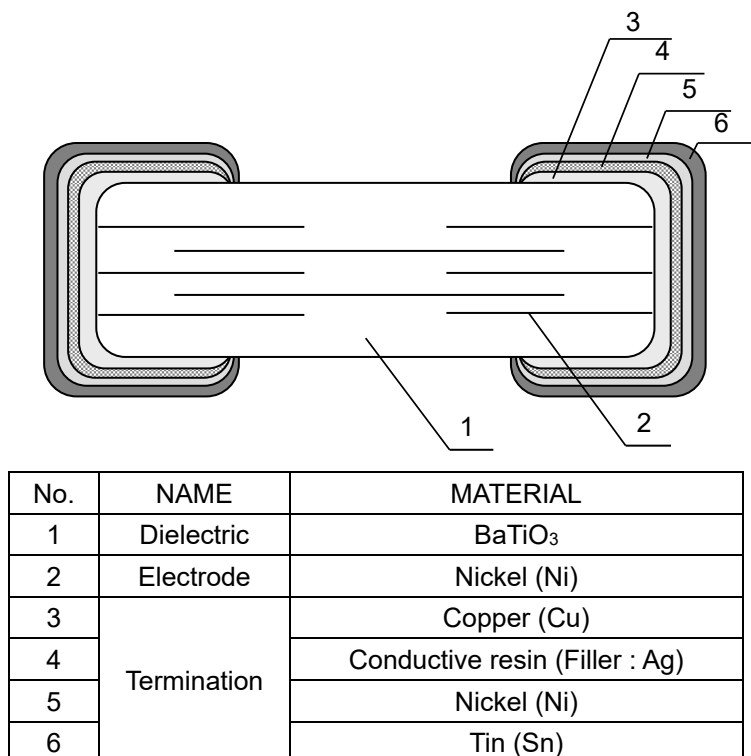 3
4
5
6
1
2
No. NAME MATERIAL
1 Dielectric BaTiO₃
2 Electrode Nickel (Ni)
3 Termination Copper (Cu)
4 Conductive resin (Filler : Ag)
5 Nickel (Ni)
6 Tin (Sn)